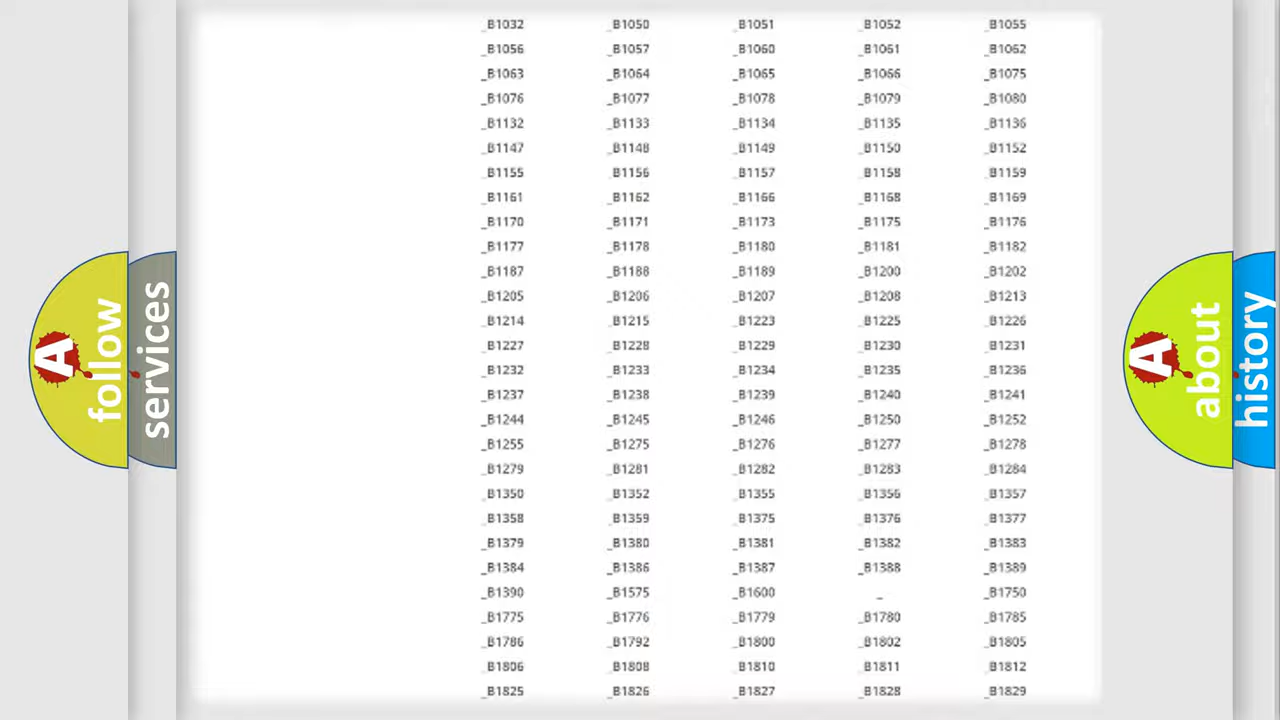 _B1032 _B1050 _B1051 _B1052 _B1055
_B1056 _B1057 _B1060 _B1061 _B1062
_B1063 _B1064 _B1065 _B1066 _B1075
_B1076 _B1077 _B1078 _B1079 _B1080
_B1132 _B1133 _B1134 _B1135 _B1136
_B1147 _B1148 _B1149 _B1150 _B1152
_B1155 _B1156 _B1157 _B1158 _B1159
_B1161 _B1162 _B1166 _B1168 _B1169
_B1170 _B1171 _B1173 _B1175 _B1176
_B1177 _B1178 _B1180 _B1181 _B1182
_B1187 _B1188 _B1189 _B1200 _B1202
_B1205 _B1206 _B1207 _B1208 _B1213
_B1214 _B1215 _B1223 _B1225 _B1226
_B1227 _B1228 _B1229 _B1230 _B1231
_B1232 _B1233 _B1234 _B1235 _B1236
_B1237 _B1238 _B1239 _B1240 _B1241
_B1244 _B1245 _B1246 _B1250 _B1252
_B1255 _B1275 _B1276 _B1277 _B1278
_B1279 _B1281 _B1282 _B1283 _B1284
_B1350 _B1352 _B1355 _B1356 _B1357
_B1358 _B1359 _B1375 _B1376 _B1377
_B1379 _B1380 _B1381 _B1382 _B1383
_B1384 _B1386 _B1387 _B1388 _B1389
_B1390 _B1575 _B1600 _ _B1750
_B1775 _B1776 _B1779 _B1780 _B1785
_B1786 _B1792 _B1800 _B1802 _B1805
_B1806 _B1808 _B1810 _B1811 _B1812
_B1825 _B1826 _B1827 _B1828 _B1829
A
follow
services
A
about
history